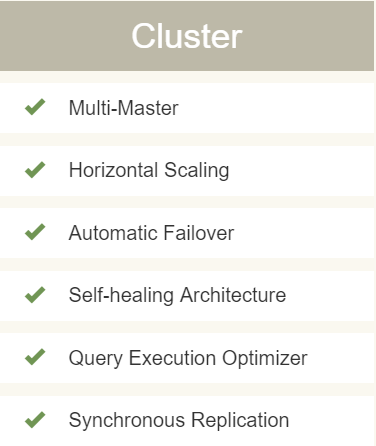 Cluster
Multi-Master
Horizontal Scaling
Automatic Failover
Self-healing Architecture
Query Execution Optimizer
Synchronous Replication